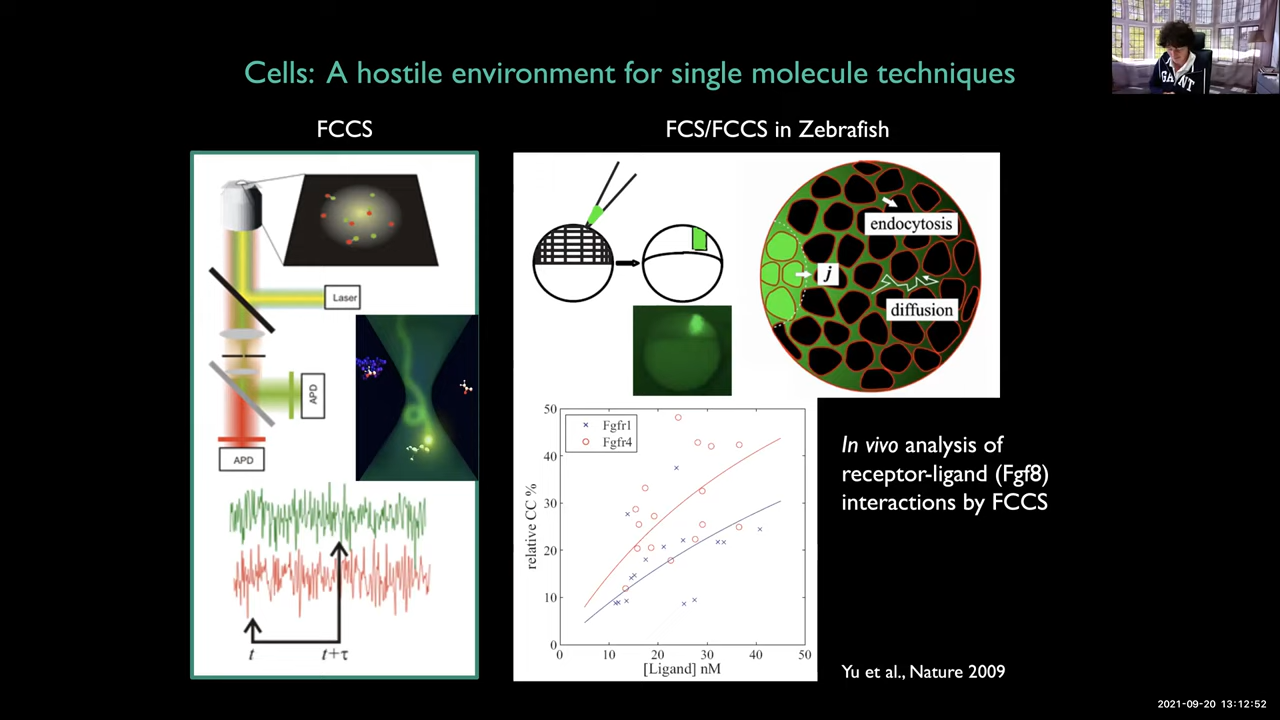 Cells: A hostile environment for single molecule techniques
FCCS
FCS/FCCS in Zebrafish
Laser
APD
APD
t
t+τ
endocytosis
j
diffusion
Fgfr1
Fgfr4
relative CC %
50
40
30
20
10
0
0 10 20 30 40 50
[Ligand] nM
In vivo analysis of
receptor-ligand (Fgf8)
interactions by FCCS
Yu et al., Nature 2009
GANT
2021-09-20 13:12:52